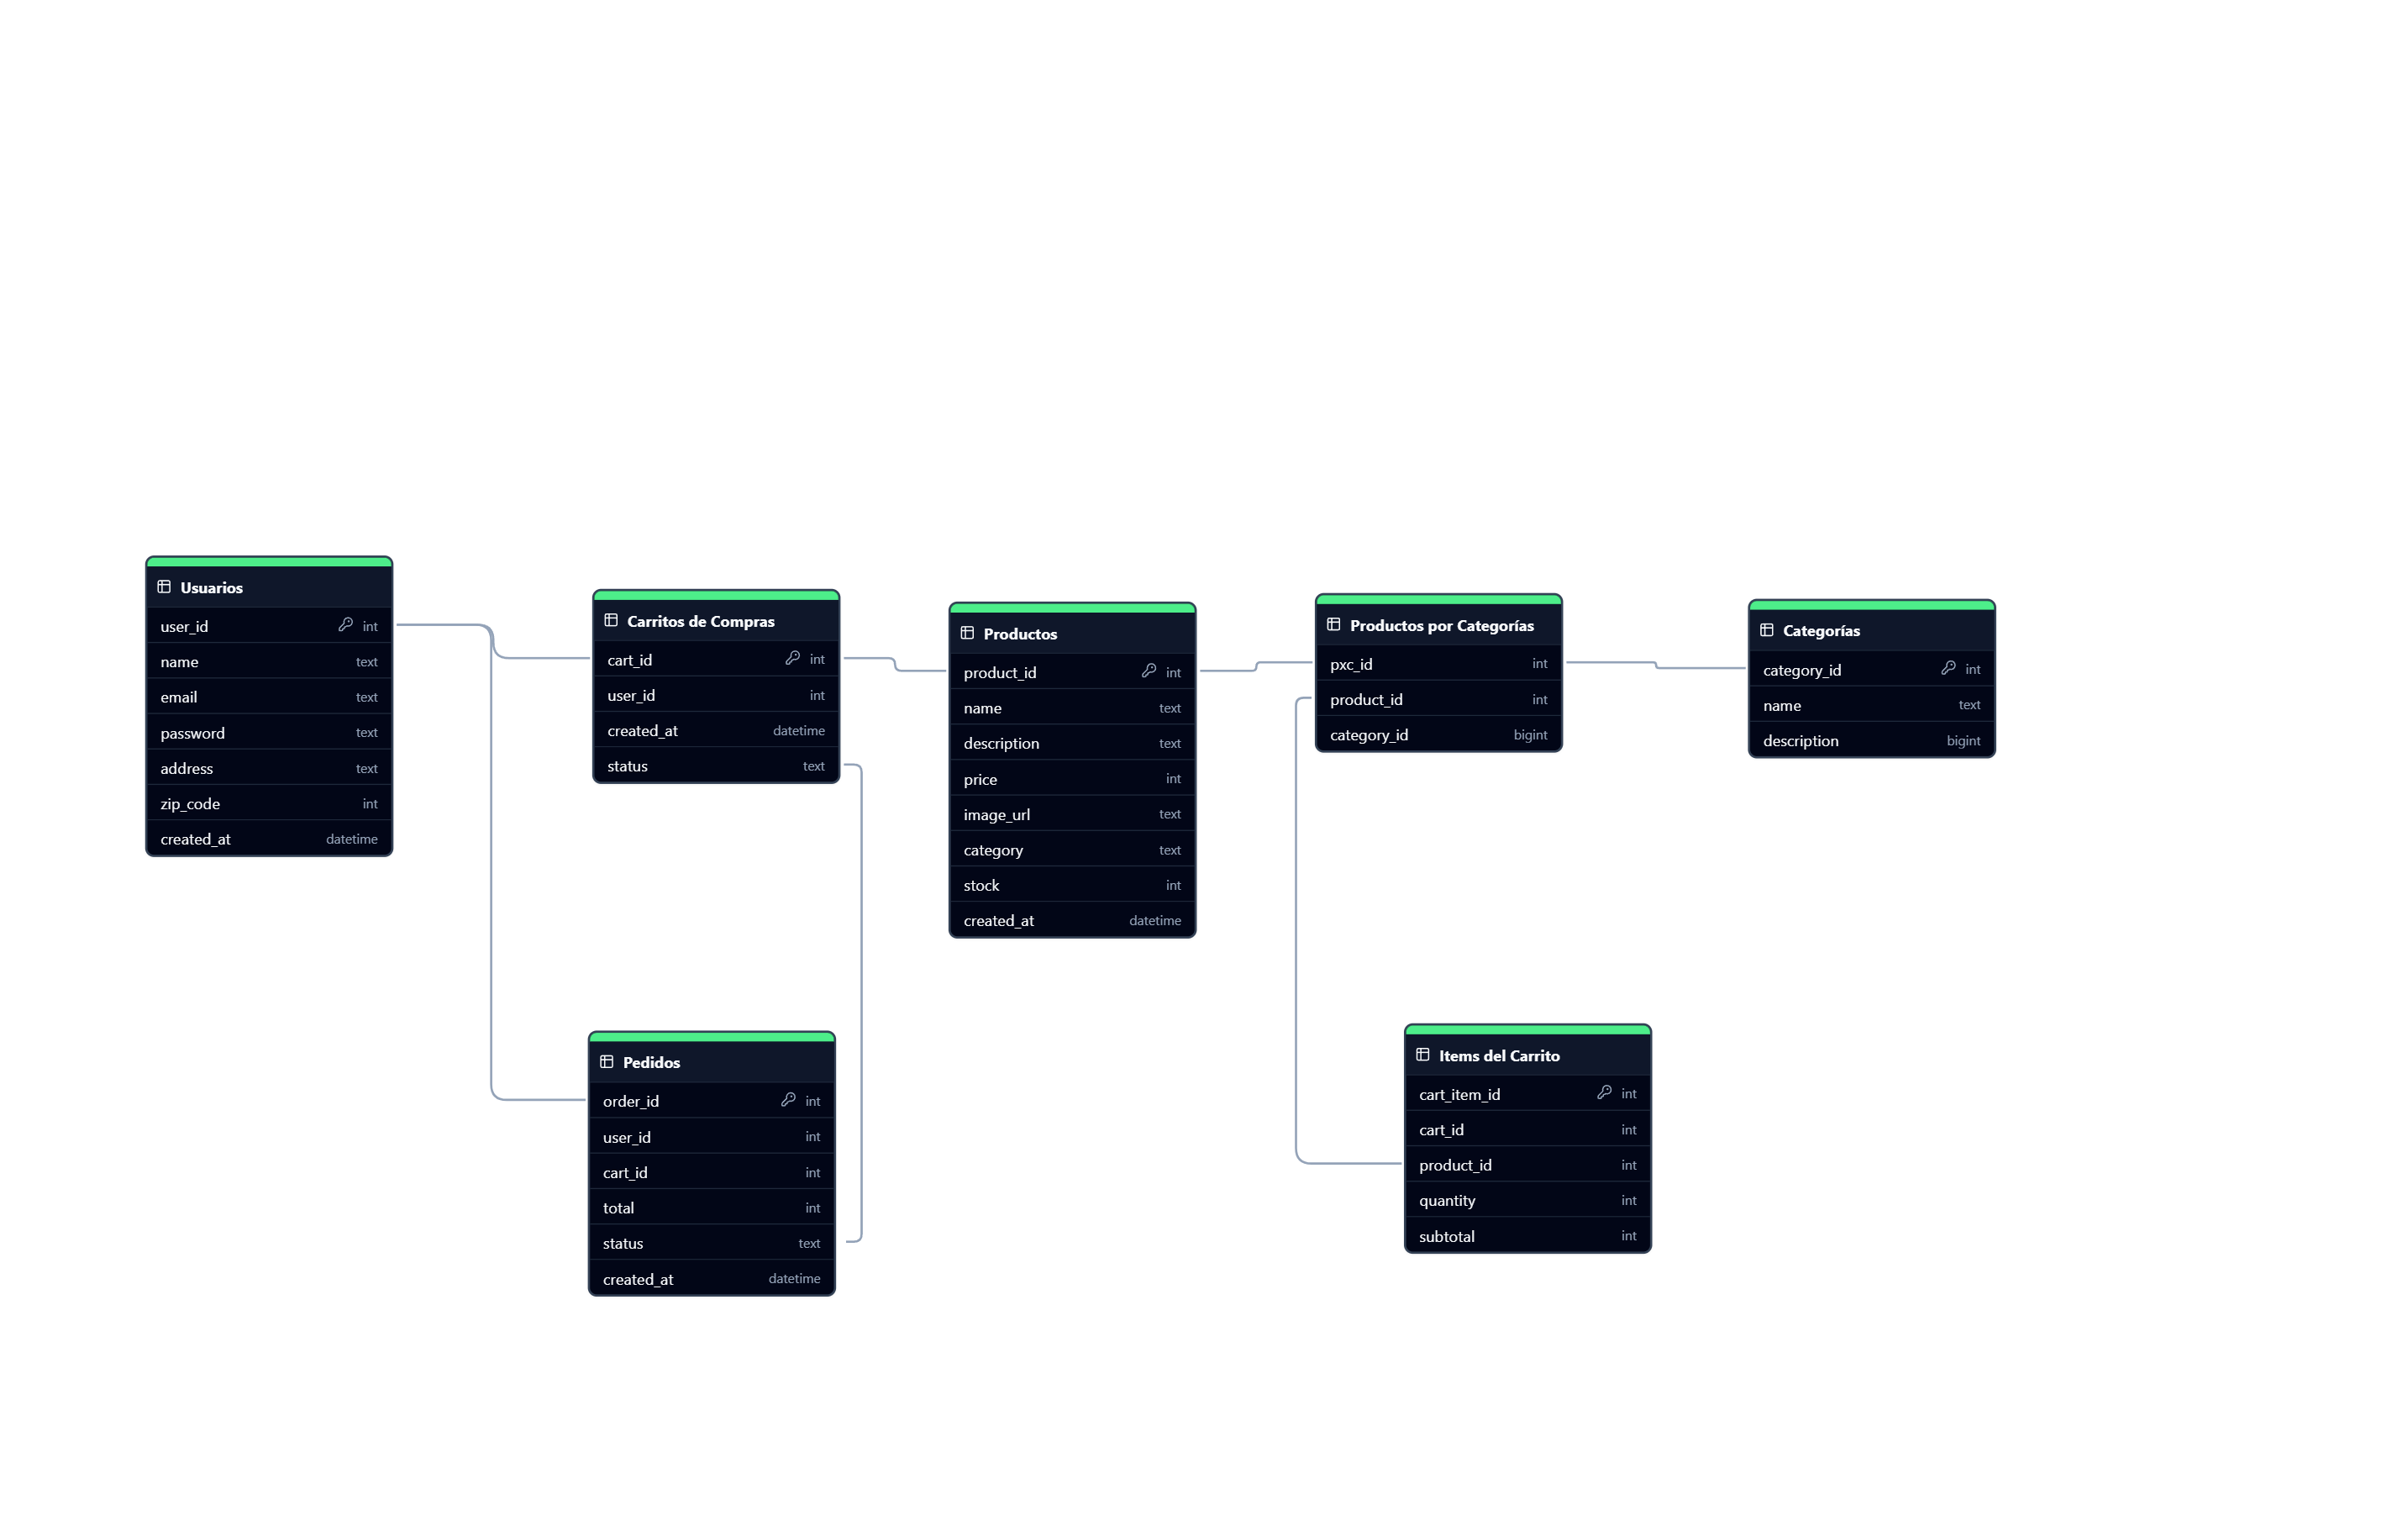 Usuarios
user_id int
name text
email text
password text
address text
zip_code int
created_at datetime
Carritos de Compras
cart_id int
user_id int
created_at datetime
status text
Productos
product_id int
name text
description text
price int
image_url text
category text
stock int
created_at datetime
Productos por Categorías
pxc_id int
product_id int
category_id bigint
Categorías
category_id int
name text
description bigint
Pedidos
order_id int
user_id int
cart_id int
total int
status text
created_at datetime
Items del Carrito
cart_item_id int
cart_id int
product_id int
quantity int
subtotal int